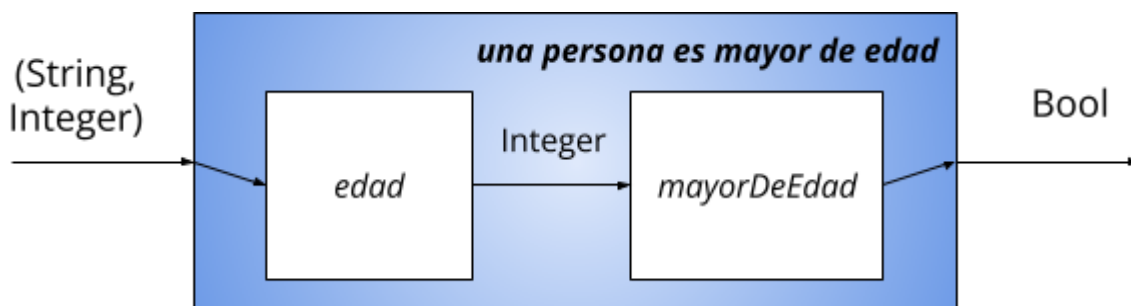 una persona es mayor de edad
(String,
Integer)
Integer
Bool
edad
mayorDeEdad